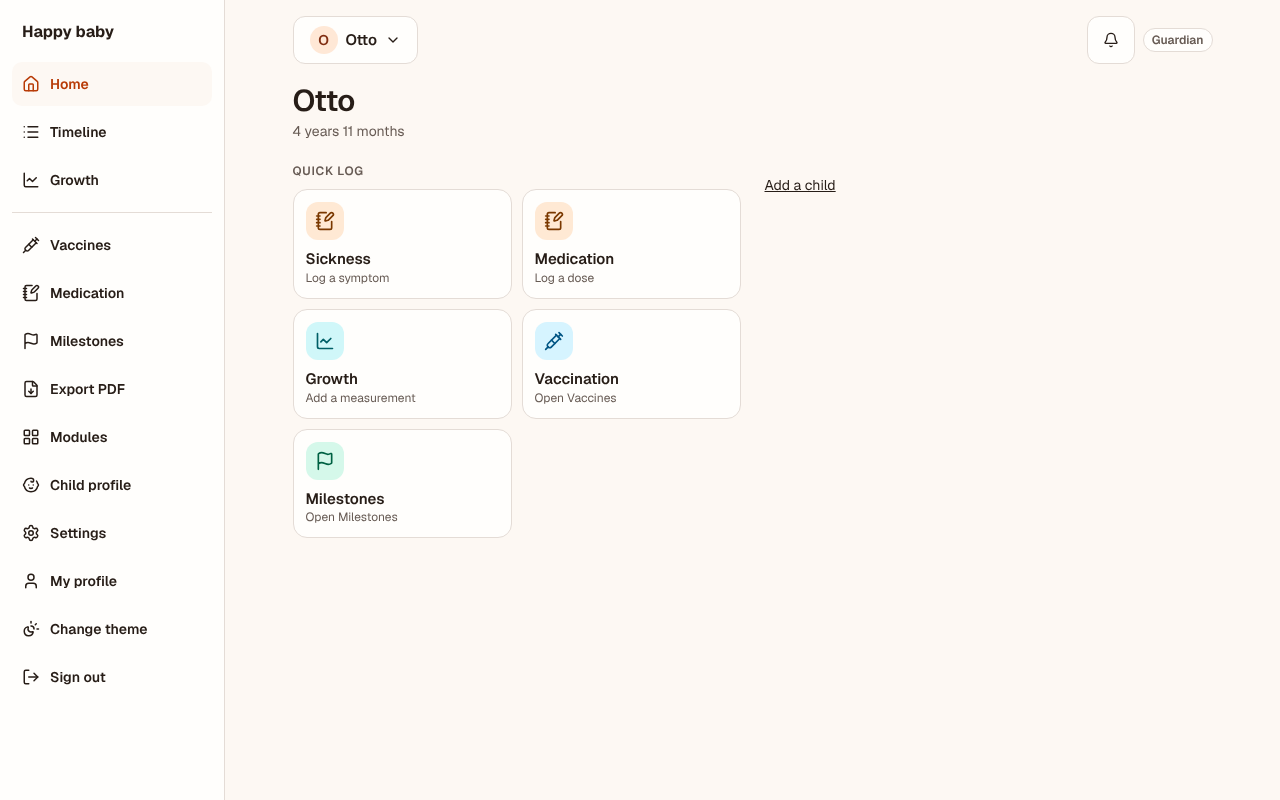 Happy baby
Home
Timeline
Growth
Vaccines
Medication
Milestones
Export PDF
Modules
Child profile
Settings
My profile
Change theme
Sign out
O Otto
Guardian
Otto
4 years 11 months
QUICK LOG
Add a child
Sickness
Log a symptom
Medication
Log a dose
Growth
Add a measurement
Vaccination
Open Vaccines
Milestones
Open Milestones